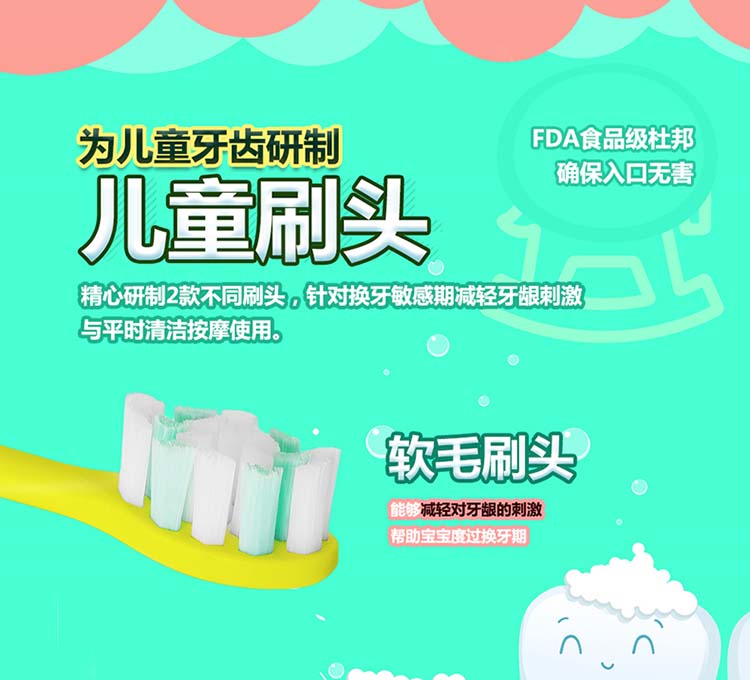 为儿童牙齿研制
儿童刷头
FDA食品级杜邦
确保入口无害
精心研制2款不同刷头，针对换牙敏感期减轻牙龈刺激
与平时清洁按摩使用。
软毛刷头
能够减轻对牙龈的刺激
帮助宝宝度过换牙期